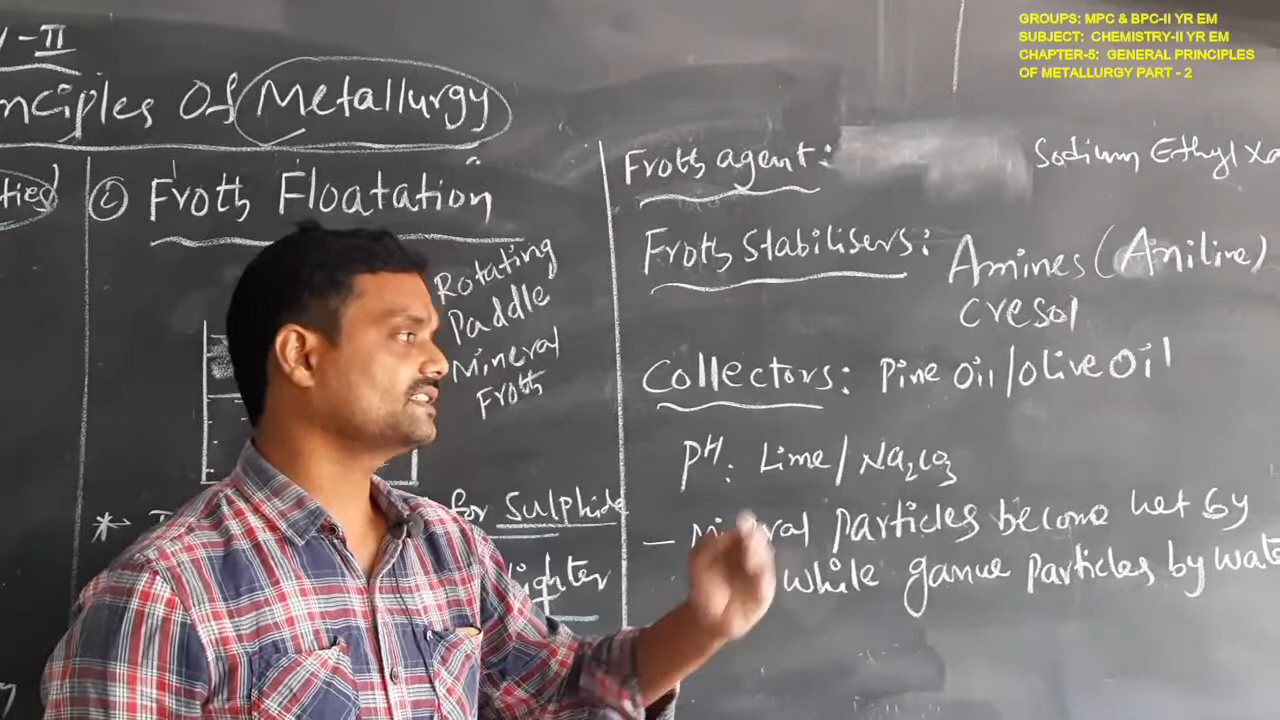 GROUPS: MPC & BPC-II YR EM
SUBJECT: CHEMISTRY-II YR EM
CHAPTER-5: GENERAL PRINCIPLES
OF METALLURGY PART - 2
-II
nciples Of Metallurgy
ties)
② Froth Floatation
Rotating
Paddle
Mineral
Froth
for Sulphide
lighter
Froth agent:
Sodium Ethyl Xa
Froth Stabilisers: Amines (Aniline)
cresol
Collectors: Pine oil/Olive oil
PH: Lime/Na2CO3
- Mineral particles become wet by
while gangue particles by wate